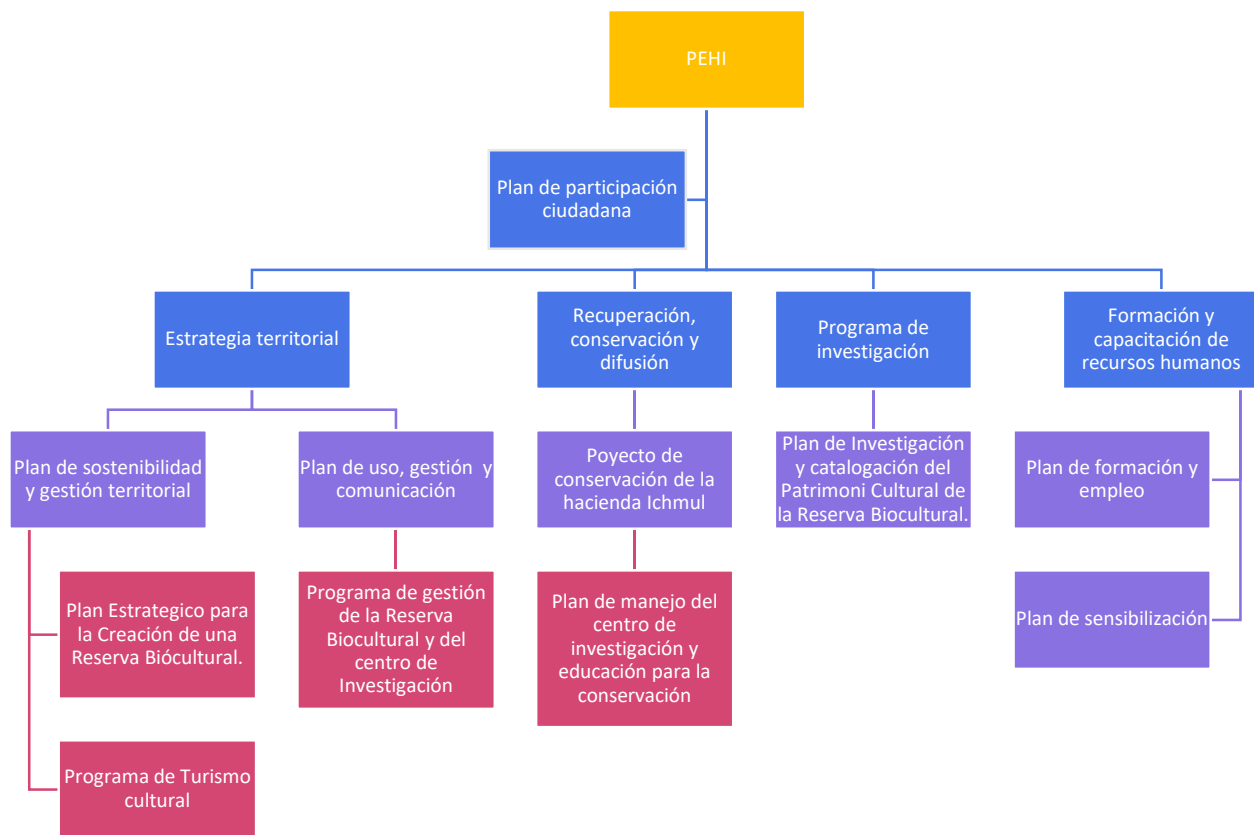 PEHI
Plan de participación
ciudadana
Estrategia territorial
Recuperación,
conservación y
difusión
Programa de
investigación
Formación y
capacitación de
recursos humanos
Plan de sostenibilidad
y gestión territorial
Plan de uso, gestión y
comunicación
Poyecto de
conservación de la
hacienda Ichmul
Plan de Investigación
y catalogación del
Patrimoni Cultural de
la Reserva Biocultural.
Plan de formación y
empleo
Plan Estrategico para
la Creación de una
Reserva Biócultural.
Programa de gestión
de la Reserva
Biocultural y del
centro de
Investigación
Plan de manejo del
centro de
investigación y
educación para la
conservación
Plan de sensibilización
Programa de Turismo
cultural